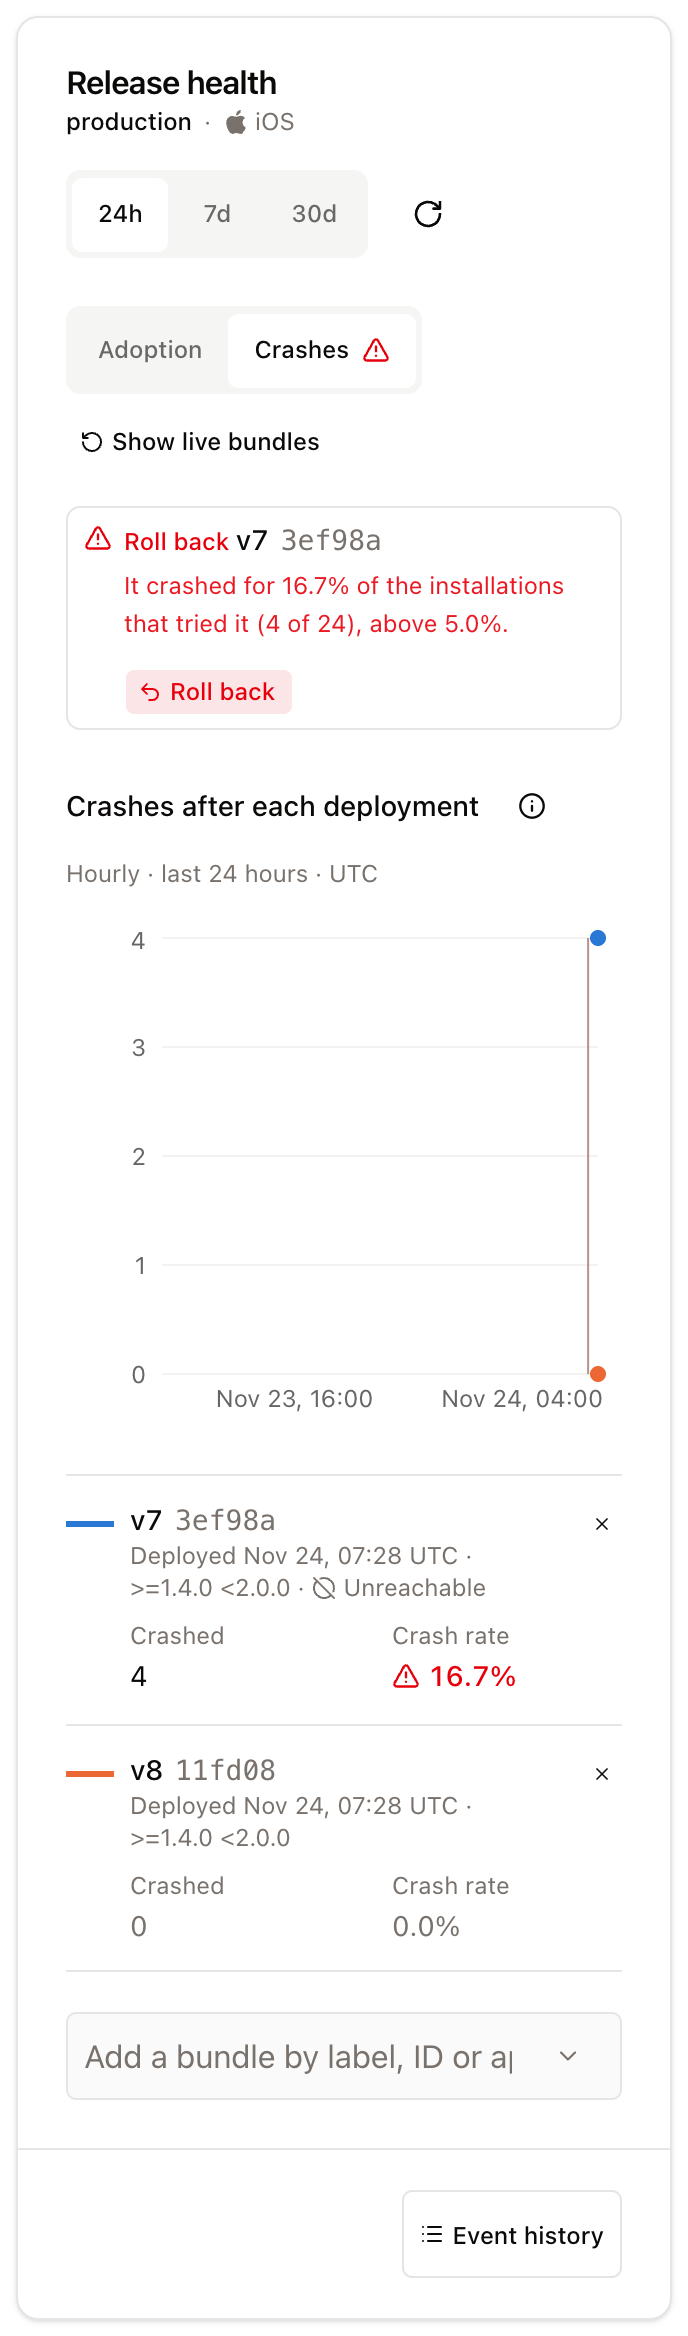 Release health
production · iOS
24h 7d 30d
Adoption Crashes
Show live bundles
Roll back v7 3ef98a
It crashed for 16.7% of the installations
that tried it (4 of 24), above 5.0%.
Roll back
Crashes after each deployment
Hourly · last 24 hours · UTC
4
3
2
1
0
Nov 23, 16:00 Nov 24, 04:00
v7 3ef98a
Deployed Nov 24, 07:28 UTC ·
>=1.4.0 <2.0.0 · Unreachable
Crashed Crash rate
4 16.7%
v8 11fd08
Deployed Nov 24, 07:28 UTC ·
>=1.4.0 <2.0.0
Crashed Crash rate
0 0.0%
Add a bundle by label, ID or
Event history